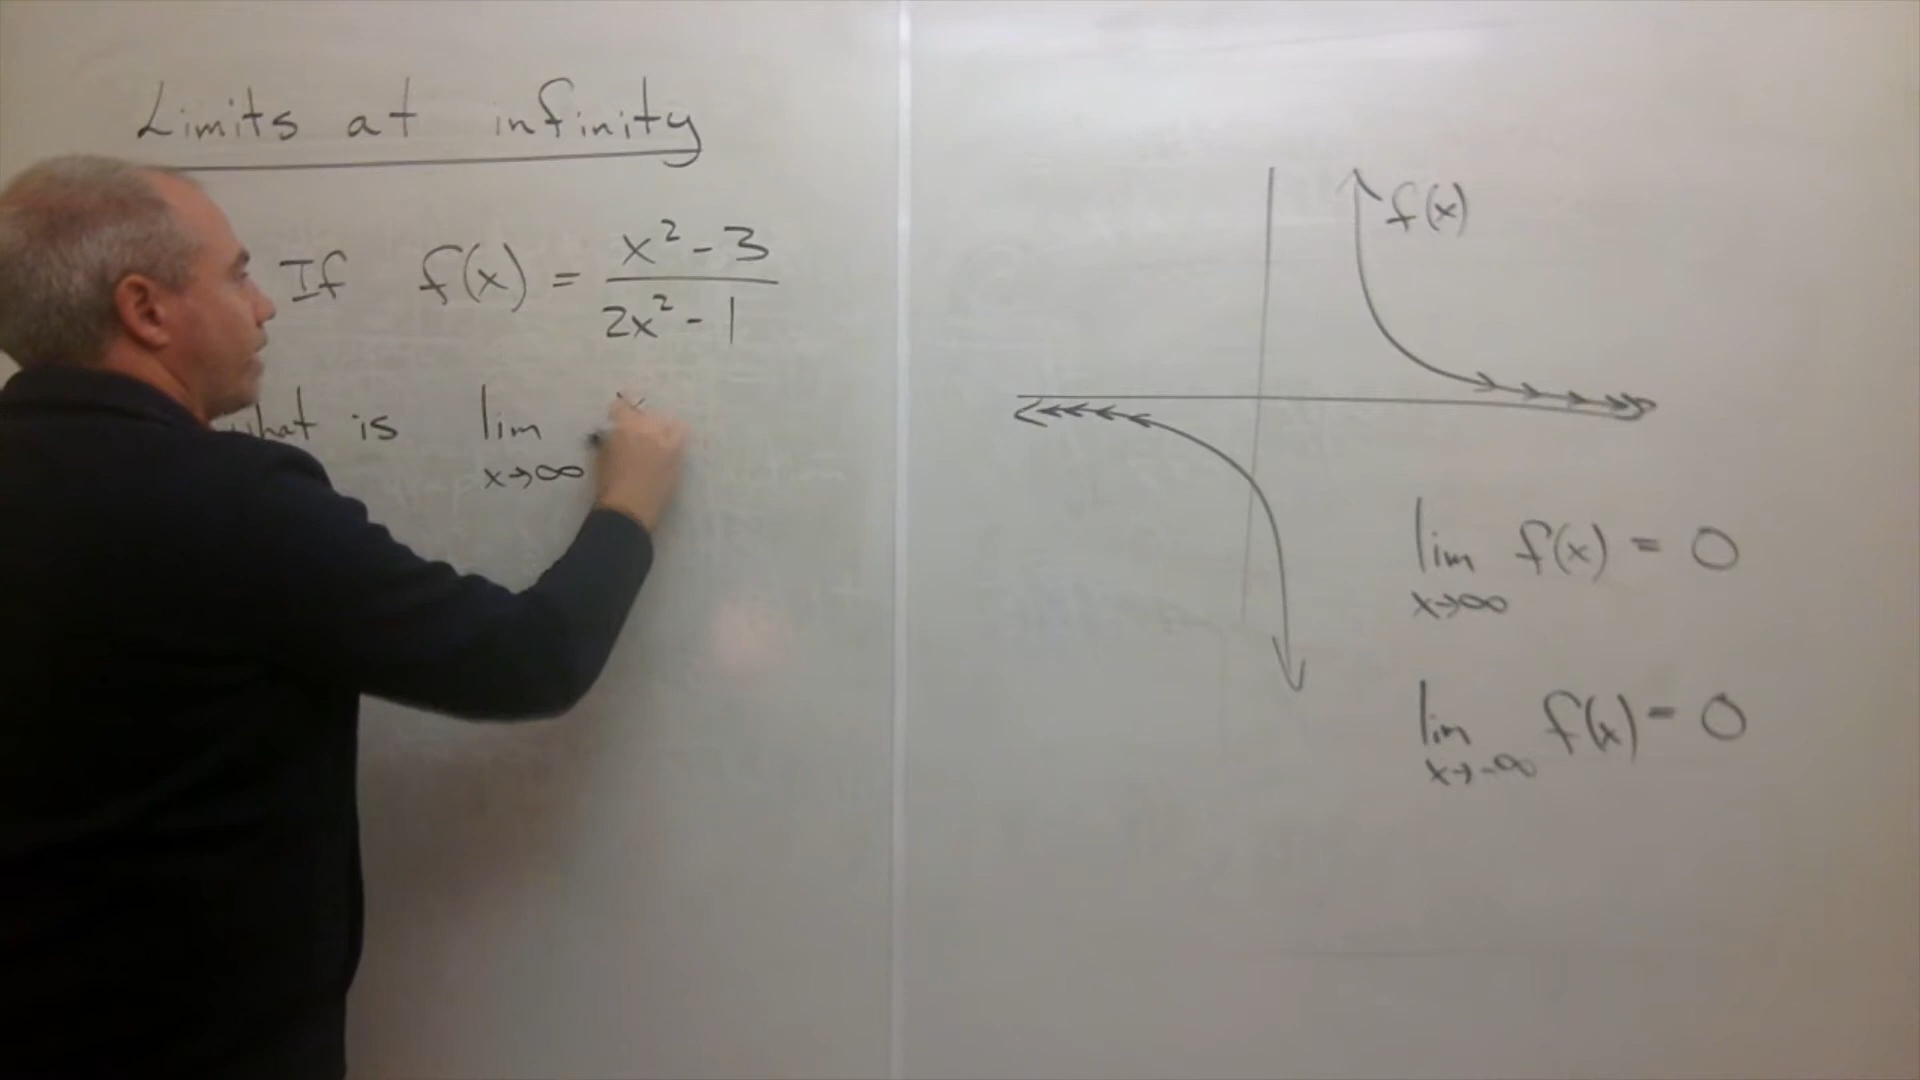 Limits at infinity
If f(x) = x² - 3
2x² - 1
what is lim
x→∞
f(x)
lim f(x) = 0
x→∞
lim f(x) = 0
x→-∞